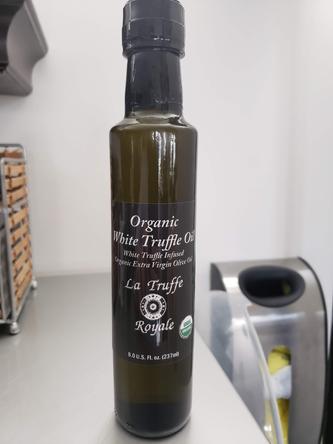 Organic
White Truffle Oil
White Truffle Infused
Organic Extra Virgin Olive Oil
La Truffe
Royale
8.0 U.S. Fl. oz. (237ml)